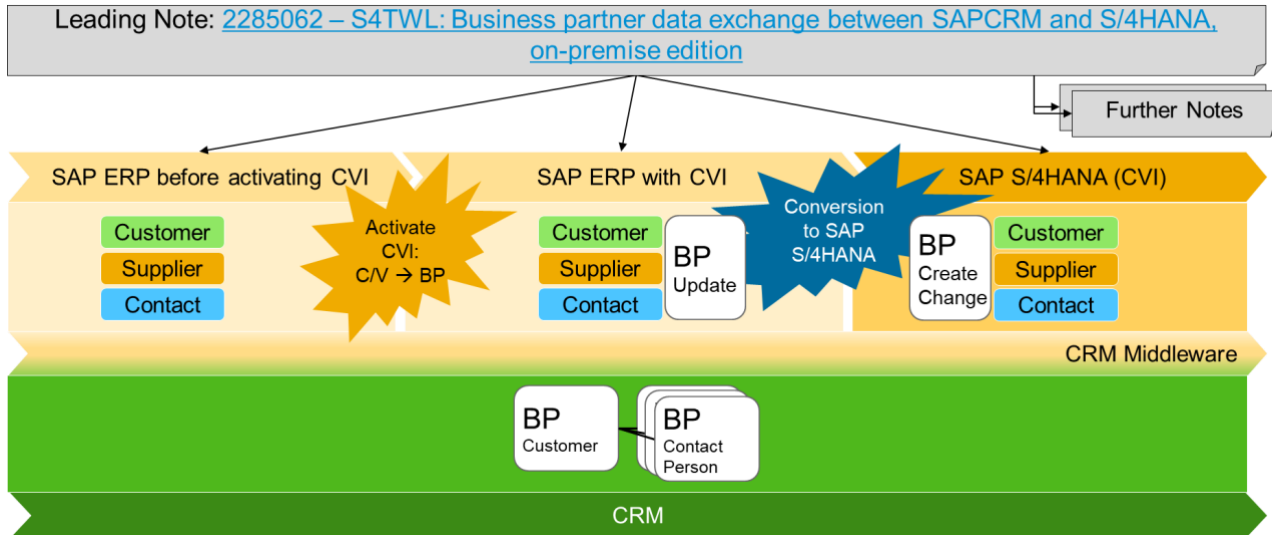 Leading Note: 2285062 – S4TWL: Business partner data exchange between SAPCRM and S/4HANA,
on-premise edition
Further Notes
SAP ERP before activating CVI
SAP ERP with CVI
SAP S/4HANA (CVI)
Customer
Supplier
Contact
Activate
CVI:
C/V → BP
Customer
Supplier
Contact
BP
Update
Conversion
to SAP
S/4HANA
BP
Create
Change
Customer
Supplier
Contact
CRM Middleware
BP
Customer
BP
Contact
Person
CRM